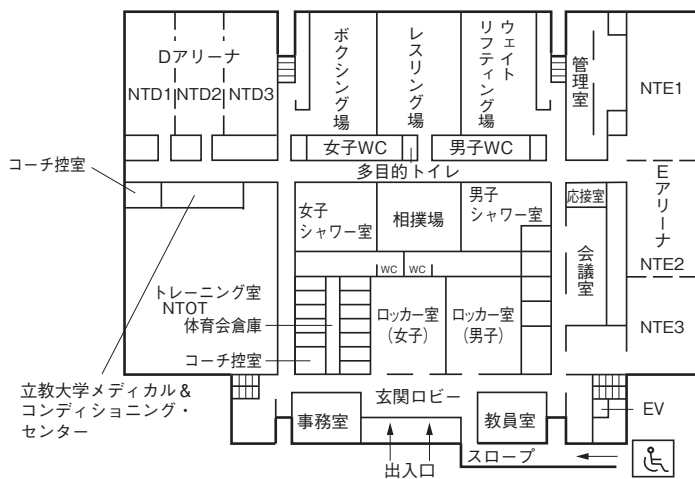 Dアリーナ
NTD1
NTD2
NTD3
ボクシング場
レスリング場
ウェイト
リフティング場
管理室
NTE1
女子WC
男子WC
多目的トイレ
コーチ控室
女子
シャワー室
相撲場
男子
シャワー室
応接室
Eアリーナ
会議室
NTE2
WC
WC
トレーニング室
NTOT
体育会倉庫
コーチ控室
ロッカー室
(女子)
ロッカー室
(男子)
NTE3
立教大学メディカル&
コンディショニング・
センター
玄関ロビー
事務室
教員室
EV
出入口
スロープ